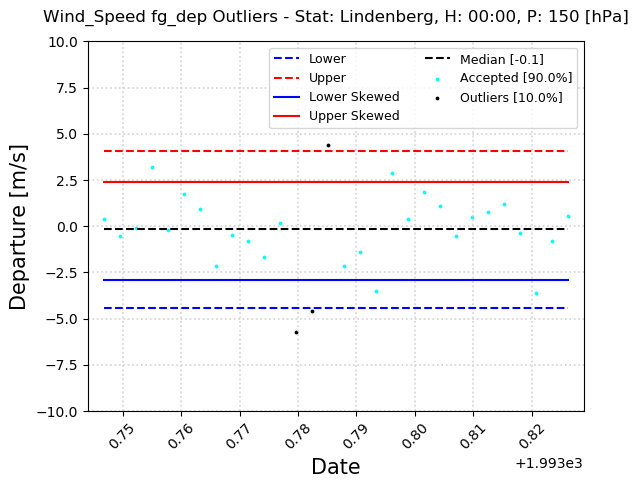 Wind_Speed fg_dep Outliers - Stat: Lindenberg, H: 00:00, P: 150 [hPa]
Lower
Upper
Lower Skewed
Upper Skewed
Median [-0.1]
Accepted [90.0%]
Outliers [10.0%]
Departure [m/s]
10.0
7.5
5.0
2.5
0.0
−2.5
−5.0
−7.5
−10.0
0.75
0.76
0.77
0.78
0.79
0.80
0.81
0.82
+1.993e3
Date